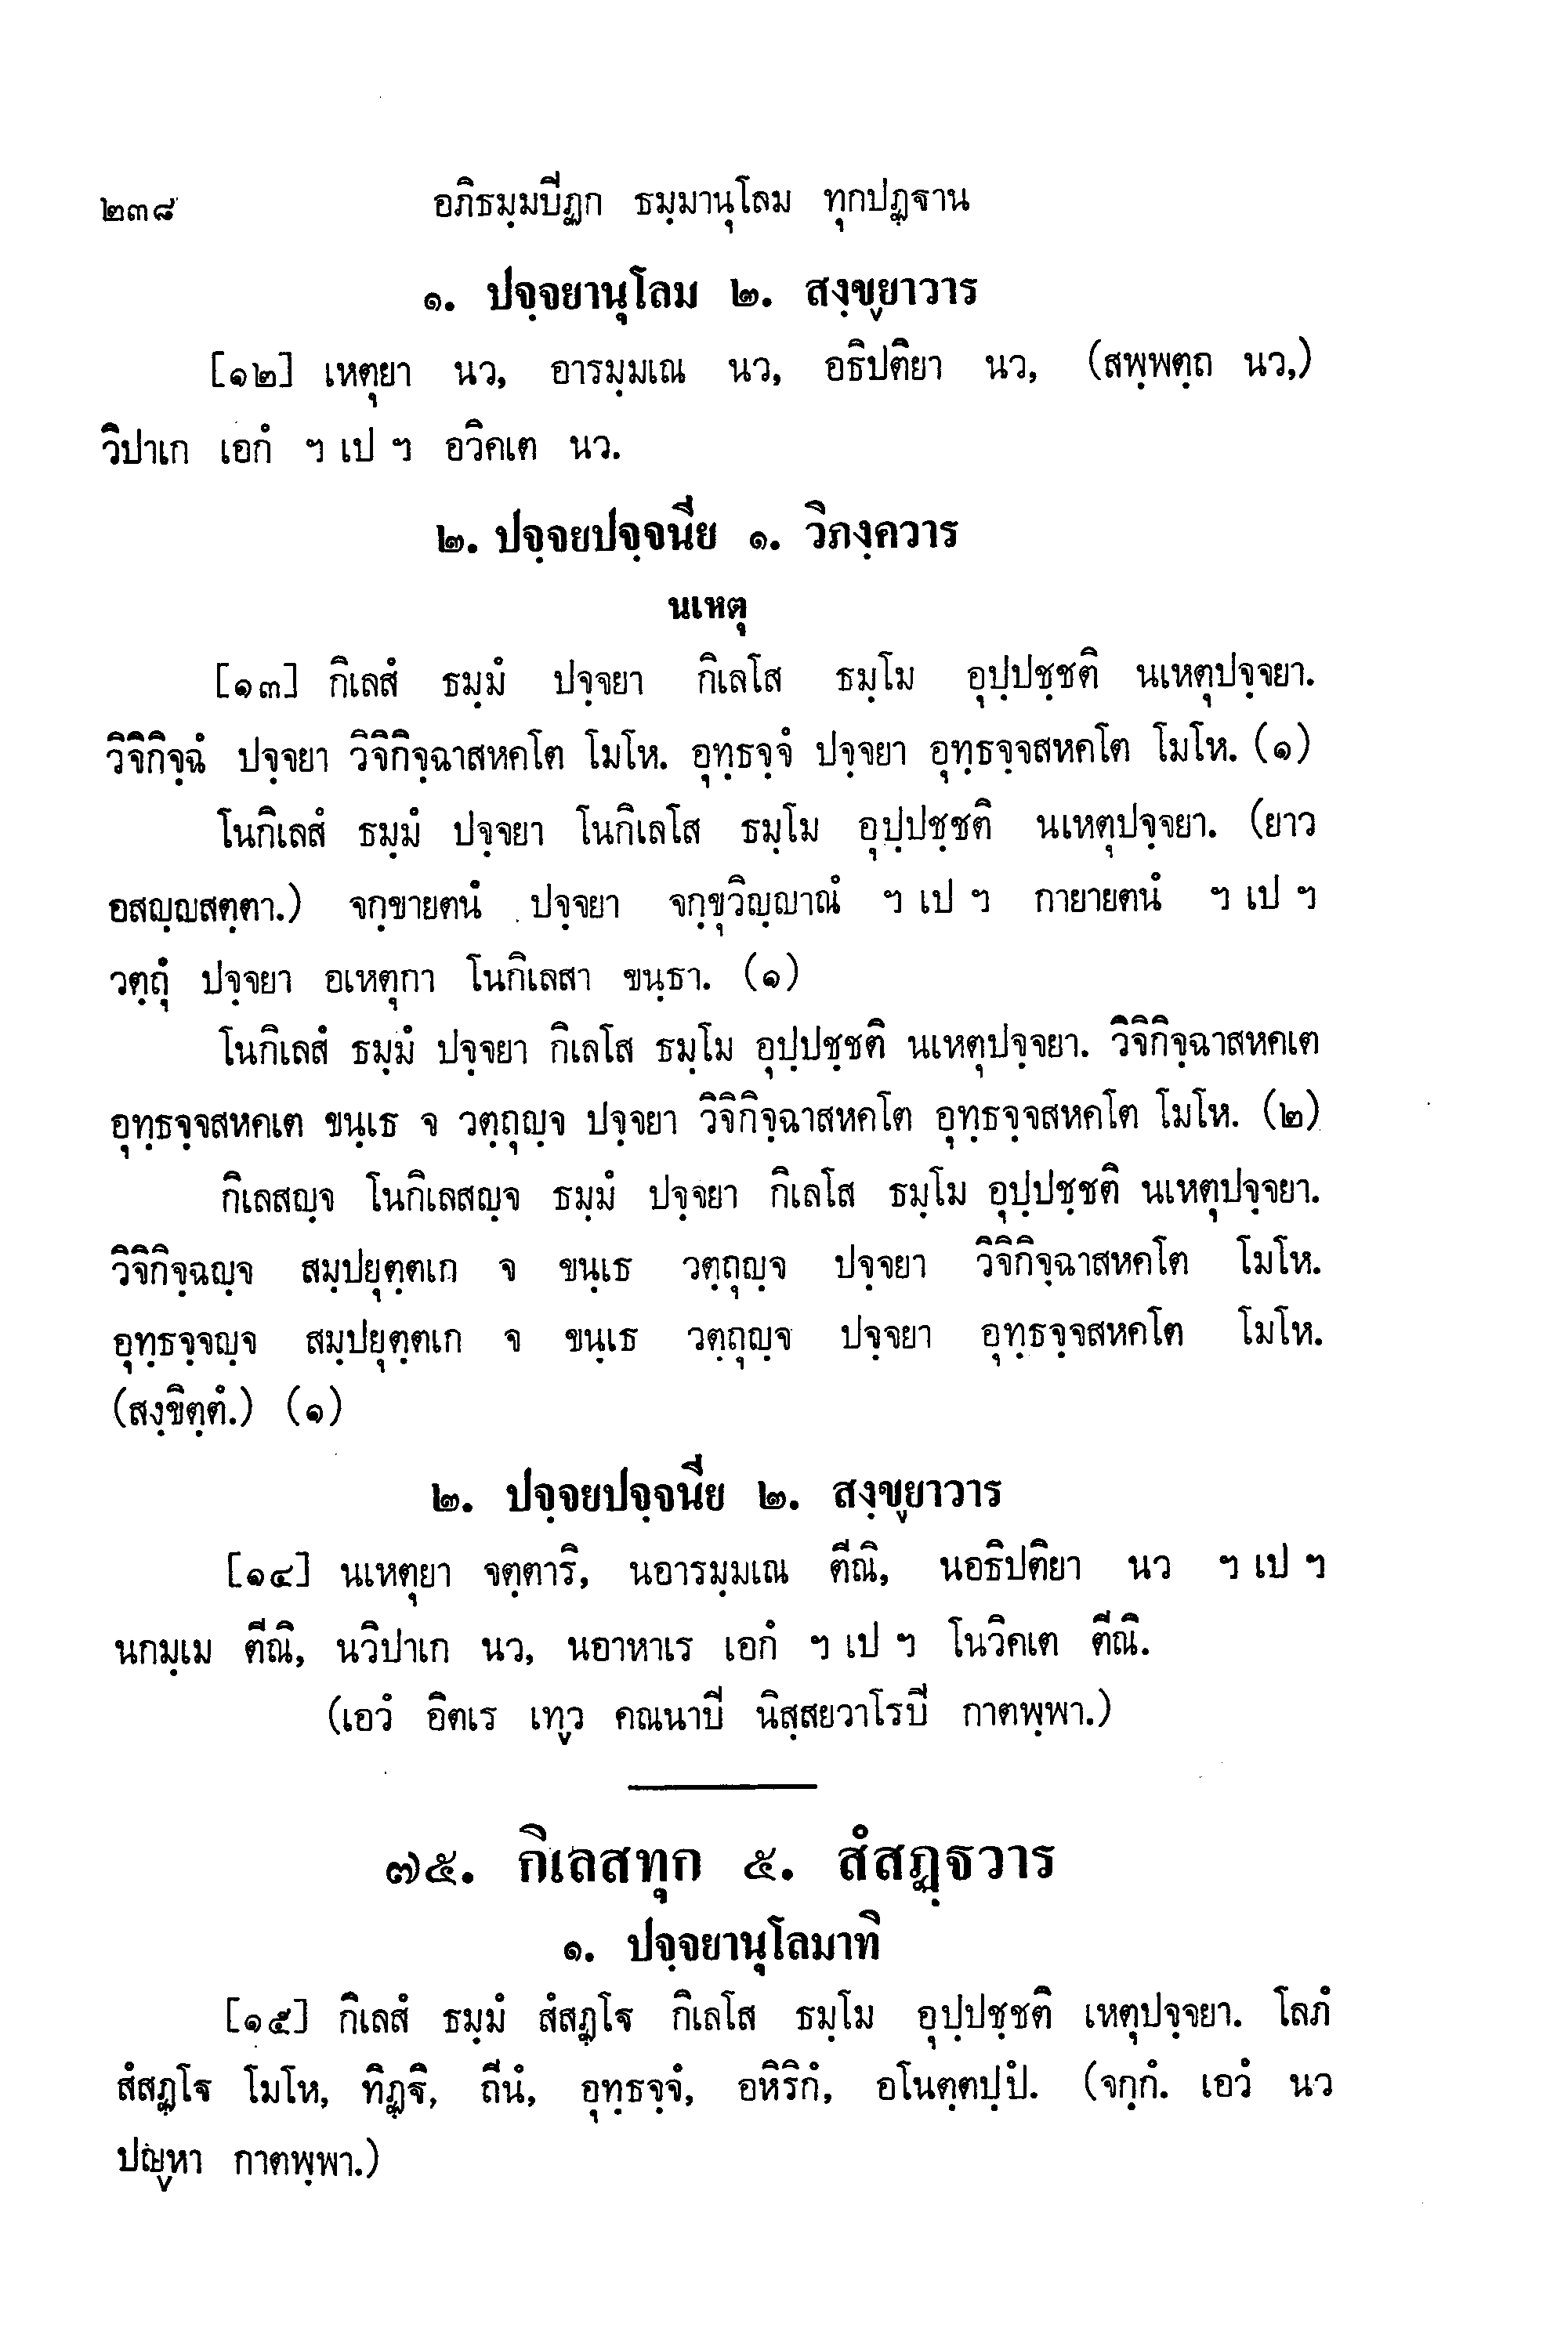 ๒๓๘ อภิธมฺมปิฏก ธมฺมานุโลม ทุกปฏฺฐาน
๑. ปจฺจยานุโลม ๒. สงฺขฺยาวาร
[๑๒] เหตุยา นว, อารมฺมเณ นว, อธิปติยา นว, (สพฺพตฺถ นว,)
วิปาเก เอกํ ฯ เป ฯ อวิคเต นว.
๒. ปจฺจยปจฺจนีย ๑. วิภงฺควาร
นเหตุ
[๑๓] กิเลสํ ธมฺมํ ปจฺจยา กิเลโส ธมฺโม อุปฺปชฺชติ นเหตุปจฺจยา.
วิจิกิจฺฉํ ปจฺจยา วิจิกิจฺฉาสหคโต โมโห. อุทฺธจฺจํ ปจฺจยา อุทฺธจฺจสหคโต โมโห. (๑)
โนกิเลสํ ธมฺมํ ปจฺจยา โนกิเลโส ธมฺโม อุปฺปชฺชติ นเหตุปจฺจยา. (ยาว
อสญฺญสตฺตา.) จกฺขายตนํ ปจฺจยา จกฺขุวิญฺญาณํ ฯ เป ฯ กายายตนํ ฯ เป ฯ
วตฺถุํ ปจฺจยา อเหตุกา โนกิเลสา ขนฺธา. (๑)
โนกิเลสํ ธมฺมํ ปจฺจยา กิเลโส ธมฺโม อุปฺปชฺชติ นเหตุปจฺจยา. วิจิกิจฺฉาสหคเต
อุทฺธจฺจสหคเต ขนฺเธ จ วตฺถุญฺจ ปจฺจยา วิจิกิจฺฉาสหคโต อุทฺธจฺจสหคโต โมโห. (๒)
กิเลสญฺจ โนกิเลสญฺจ ธมฺมํ ปจฺจยา กิเลโส ธมฺโม อุปฺปชฺชติ นเหตุปจฺจยา.
วิจิกิจฺฉญฺจ สมฺปยุตฺตเก จ ขนฺเธ วตฺถุญฺจ ปจฺจยา วิจิกิจฺฉาสหคโต โมโห.
อุทฺธจฺจญฺจ สมฺปยุตฺตเก จ ขนฺเธ วตฺถุญฺจ ปจฺจยา อุทฺธจฺจสหคโต โมโห.
(สงฺขิตฺตํ.) (๑)
๒. ปจฺจยปจฺจนีย ๒. สงฺขฺยาวาร
[๑๔] นเหตุยา จตฺตาริ, นอารมฺมเณ ตีณิ, นอธิปติยา นว ฯ เป ฯ
นกมฺเม ตีณิ, นวิปาเก นว, นอาหาเร เอกํ ฯ เป ฯ โนวิคเต ตีณิ.
(เอวํ อิตเร เทฺว คณนาปิ นิสฺสยวาโรปิ กาตพฺพา.)
๗๕. กิเลสทุก ๕. สํสฏฺฐวาร
๑. ปจฺจยานุโลมาทิ
[๑๕] กิเลสํ ธมฺมํ สํสฏฺโฐ กิเลโส ธมฺโม อุปฺปชฺชติ เหตุปจฺจยา. โลภํ
สํสฏฺโฐ โมโห, ทิฏฺฐิ, ถีนํ, อุทฺธจฺจํ, อหิริกํ, อโนตฺตปฺปํ. (จกฺกํ. เอวํ นว
ปญฺหา กาตพฺพา.)